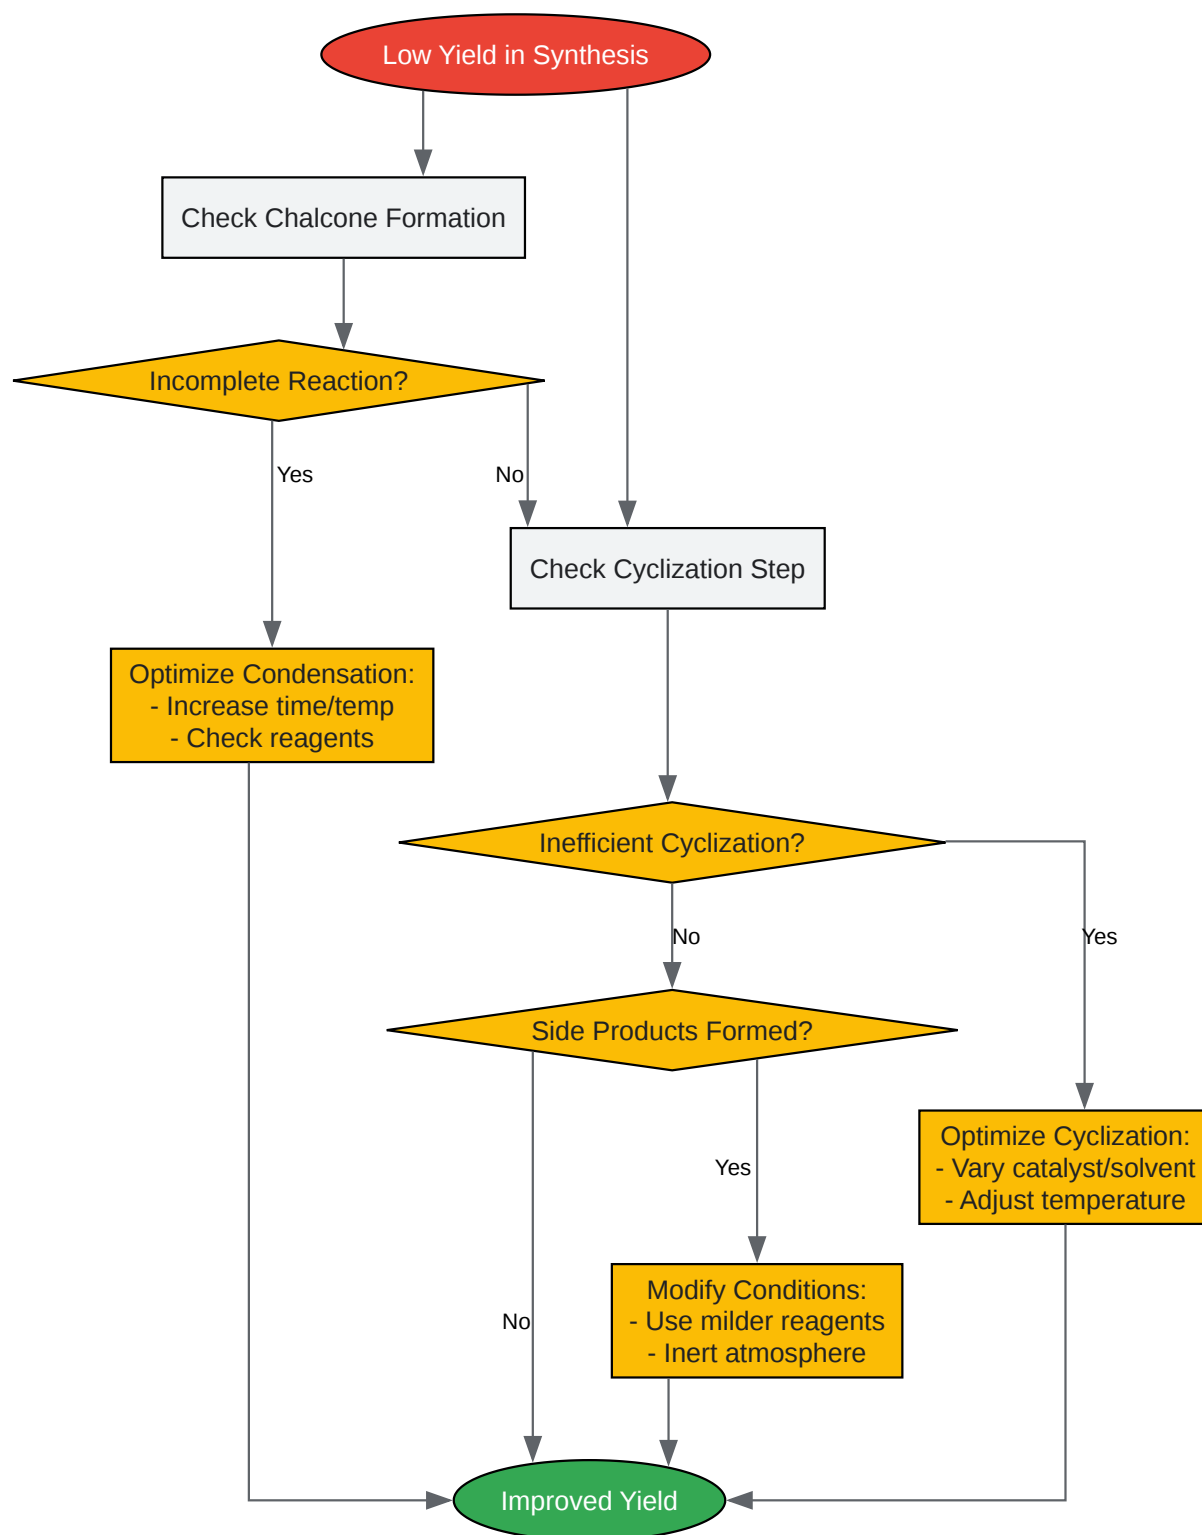 Low Yield in Synthesis
Check Chalcone Formation
Incomplete Reaction?
Yes
No
Check Cyclization Step
Optimize Condensation:
- Increase time/temp
- Check reagents
Inefficient Cyclization?
No
Yes
Side Products Formed?
Optimize Cyclization:
- Vary catalyst/solvent
- Adjust temperature
Yes
Modify Conditions:
- Use milder reagents
- Inert atmosphere
No
Improved Yield